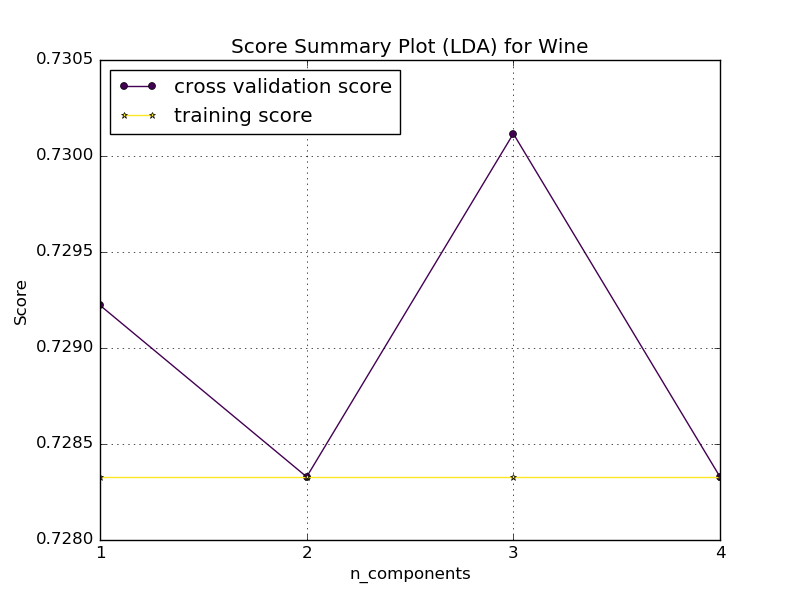 Score Summary Plot (LDA) for Wine
0.7305
cross validation score
training score
0.7300
0.7295
0.7290
0.7285
0.7280
Score
1 2 3 4
n_components